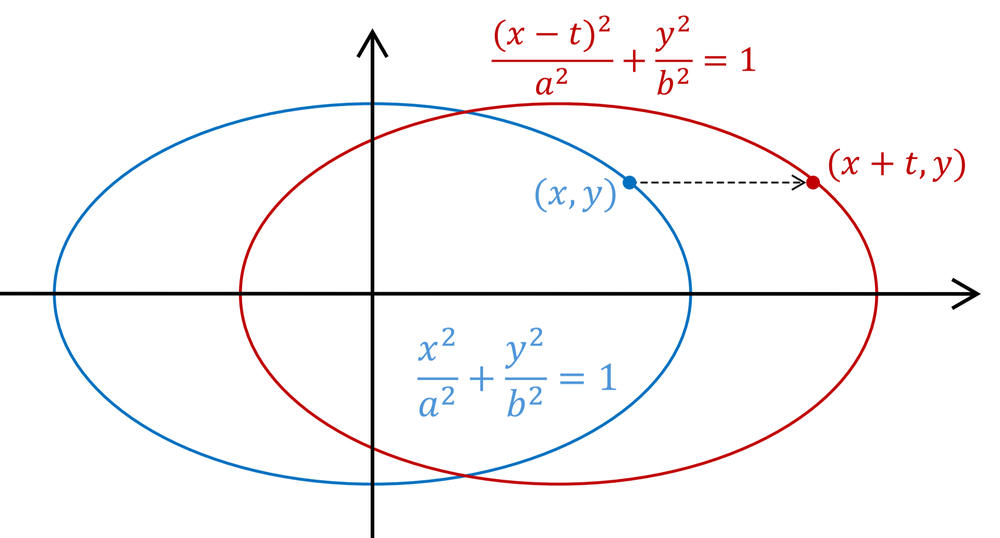 (x − t)²/a² + y²/b² = 1
(x + t, y)
(x, y)
x²/a² + y²/b² = 1